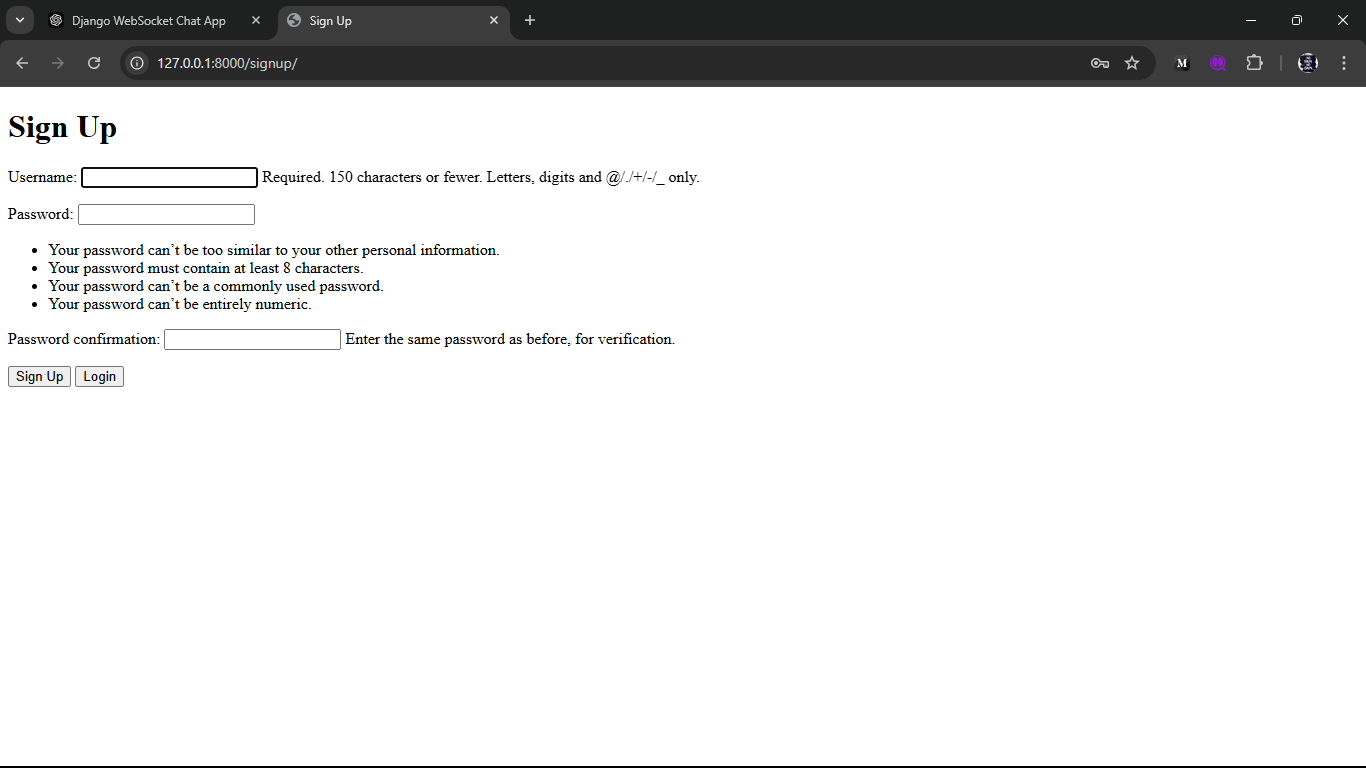 Django WebSocket Chat App
Sign Up
127.0.0.1:8000/signup/
M
Sign Up
Username: Required. 150 characters or fewer. Letters, digits and @/./+/-/_ only.
Password:
• Your password can’t be too similar to your other personal information.
• Your password must contain at least 8 characters.
• Your password can’t be a commonly used password.
• Your password can’t be entirely numeric.
Password confirmation: Enter the same password as before, for verification.
Sign Up Login